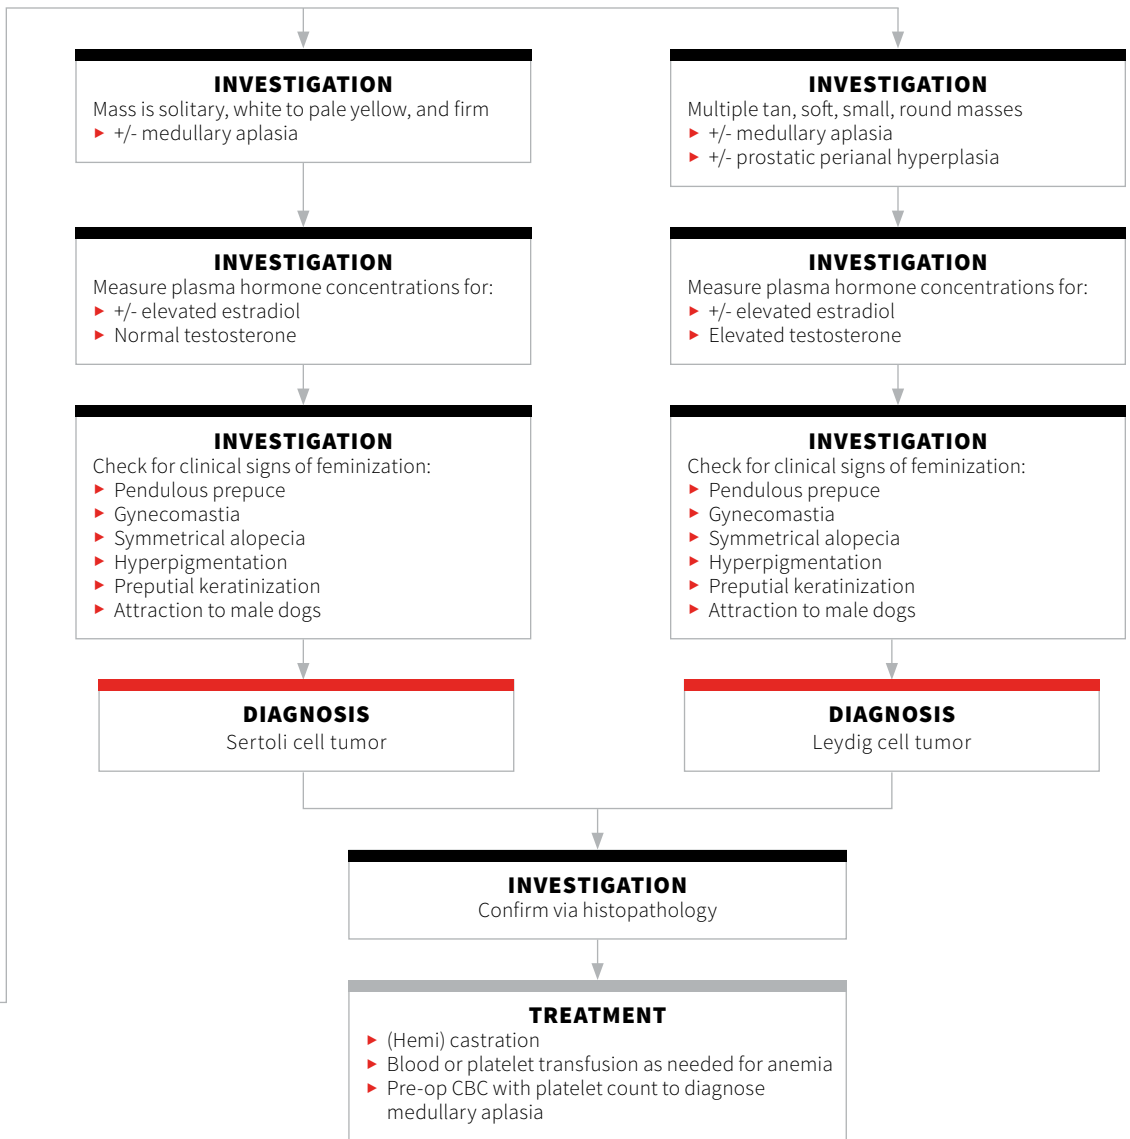 INVESTIGATION
Mass is solitary, white to pale yellow, and firm
▶ +/- medullary aplasia
INVESTIGATION
Multiple tan, soft, small, round masses
▶ +/- medullary aplasia
▶ +/- prostatic perianal hyperplasia
INVESTIGATION
Measure plasma hormone concentrations for:
▶ +/- elevated estradiol
▶ Normal testosterone
INVESTIGATION
Measure plasma hormone concentrations for:
▶ +/- elevated estradiol
▶ Elevated testosterone
INVESTIGATION
Check for clinical signs of feminization:
▶ Pendulous prepuce
▶ Gynecomastia
▶ Symmetrical alopecia
▶ Hyperpigmentation
▶ Preputial keratinization
▶ Attraction to male dogs
INVESTIGATION
Check for clinical signs of feminization:
▶ Pendulous prepuce
▶ Gynecomastia
▶ Symmetrical alopecia
▶ Hyperpigmentation
▶ Preputial keratinization
▶ Attraction to male dogs
DIAGNOSIS
Sertoli cell tumor
DIAGNOSIS
Leydig cell tumor
INVESTIGATION
Confirm via histopathology
TREATMENT
▶ (Hemi) castration
▶ Blood or platelet transfusion as needed for anemia
▶ Pre-op CBC with platelet count to diagnose
medullary aplasia